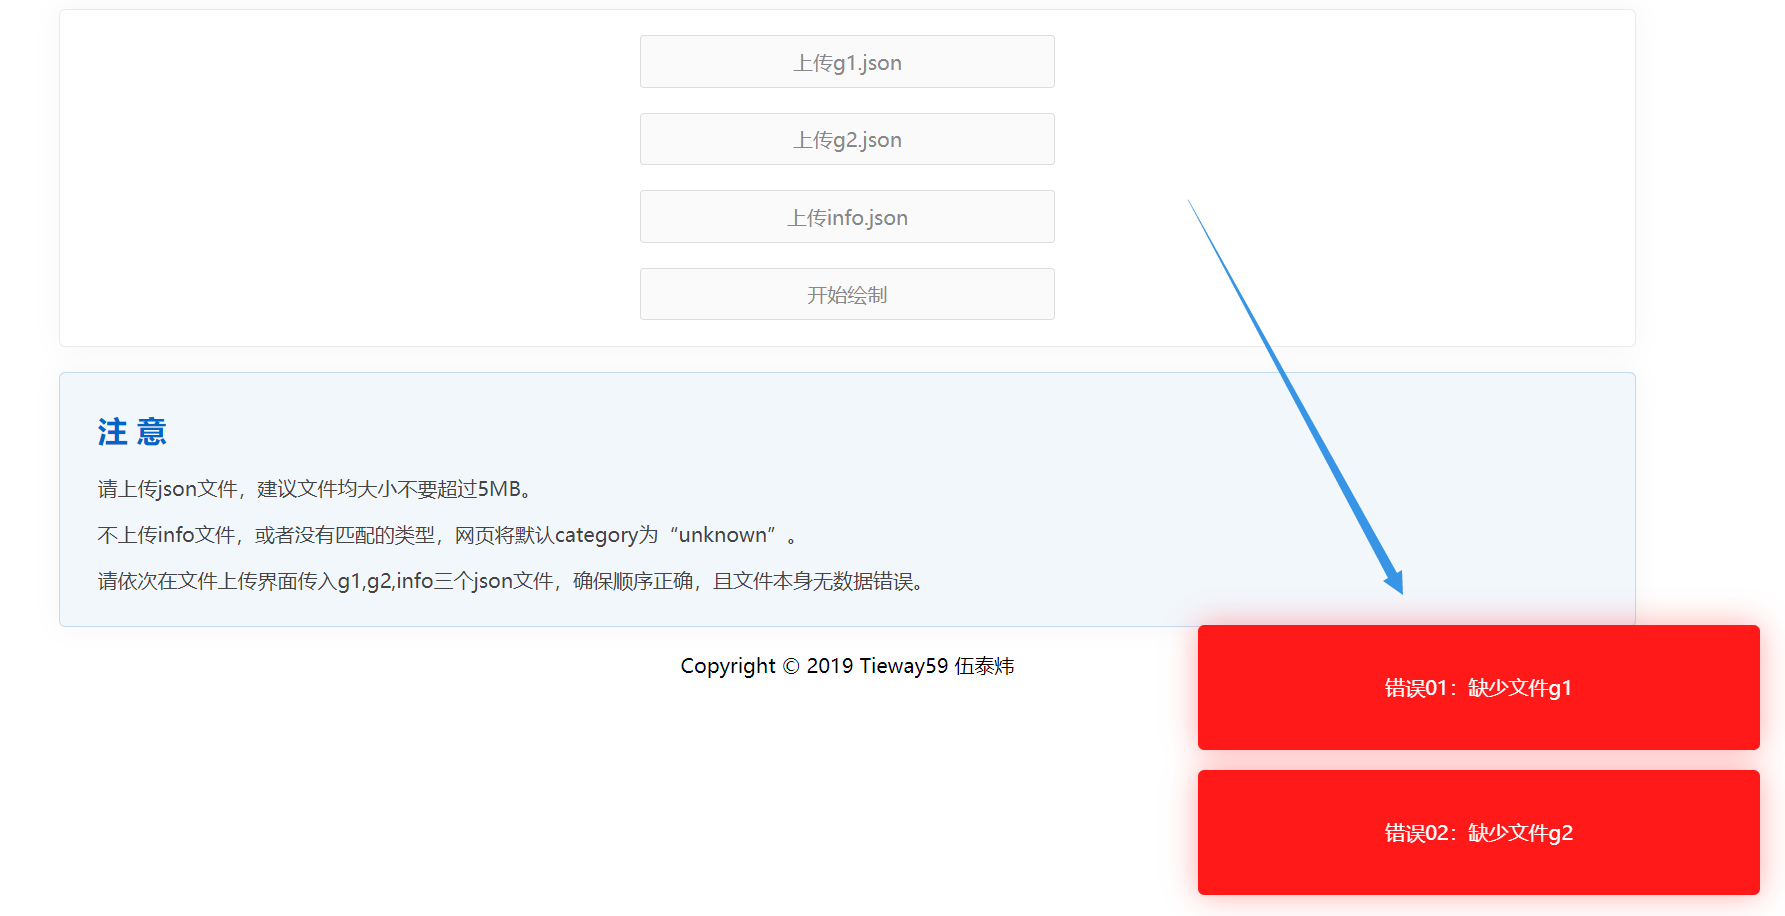 上传g1.json
上传g2.json
上传info.json
开始绘制
注 意
请上传json文件，建议文件均大小不要超过5MB。
不上传info文件，或者没有匹配的类型，网页将默认category为“unknown”。
请依次在文件上传界面传入g1,g2,info三个json文件，确保顺序正确，且文件本身无数据错误。
Copyright © 2019 Tieway59 伍泰炜
错误01：缺少文件g1
错误02：缺少文件g2